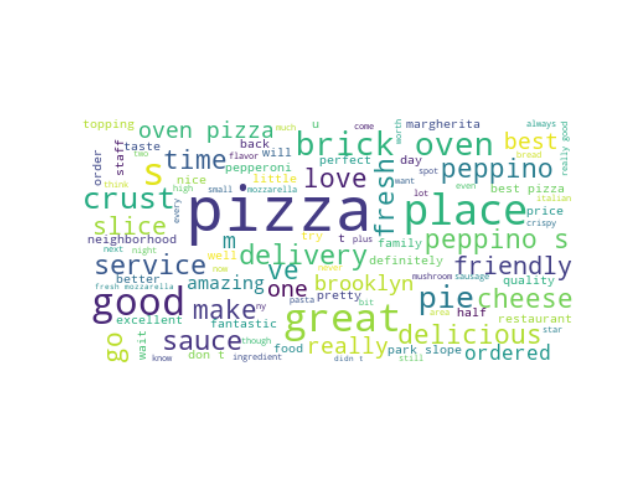 topping
oven pizza
much
u
come
worth
margherita
always
order
staff
taste
two
think
s
time
flavor
back
will
pepperoni
nice
little
high
brick oven
perfect
love
fresh
day
spot
want
peppino
best
bread
really good
crust
slice
every
small
mozzarella
pizza
lot
even
place
best pizza
italian
price
crispy
neighborhood
next
night
m
try
t
plus
family
peppino s
service
well
delivery
definitely
friendly
better
now
fresh mozzarella
amazing
ve
one
never
brooklyn
mushroom
sausage
quality
good
make
ny
pasta
pretty
bit
pie
cheese
excellent
fantastic
great
area
half
restaurant
go
wait
sauce
though
food
really
delicious
star
park slope
ordered
know
don t
ingredient
didn t
still